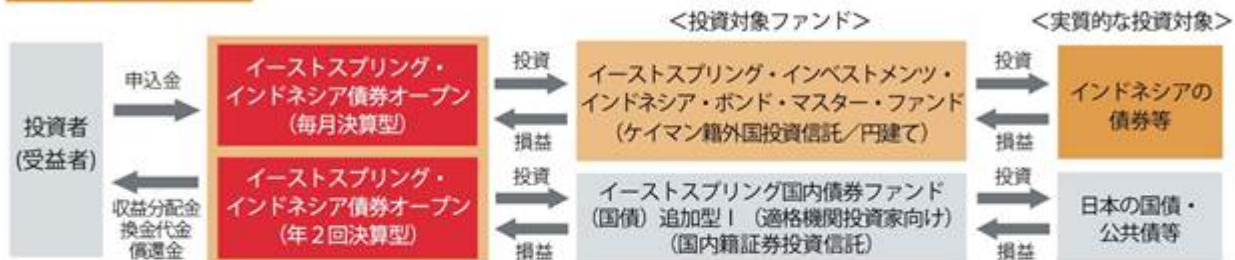 <投資対象ファンド>
<実質的な投資対象>
投資者
(受益者)
申込金
収益分配金
換金代金
償還金
イーストスプリング・
インドネシア債券オープン
(毎月決算型)
イーストスプリング・
インドネシア債券オープン
(年2回決算型)
投資
損益
投資
損益
イーストスプリング・インベストメンツ・
インドネシア・ボンド・マスター・ファンド
(ケイマン籍外国投資信託/円建て)
イーストスプリング国内債券ファンド
(国債)追加型Ⅰ(適格機関投資家向け)
(国内籍証券投資信託)
投資
損益
投資
損益
インドネシアの
債券等
日本の国債・
公共債等